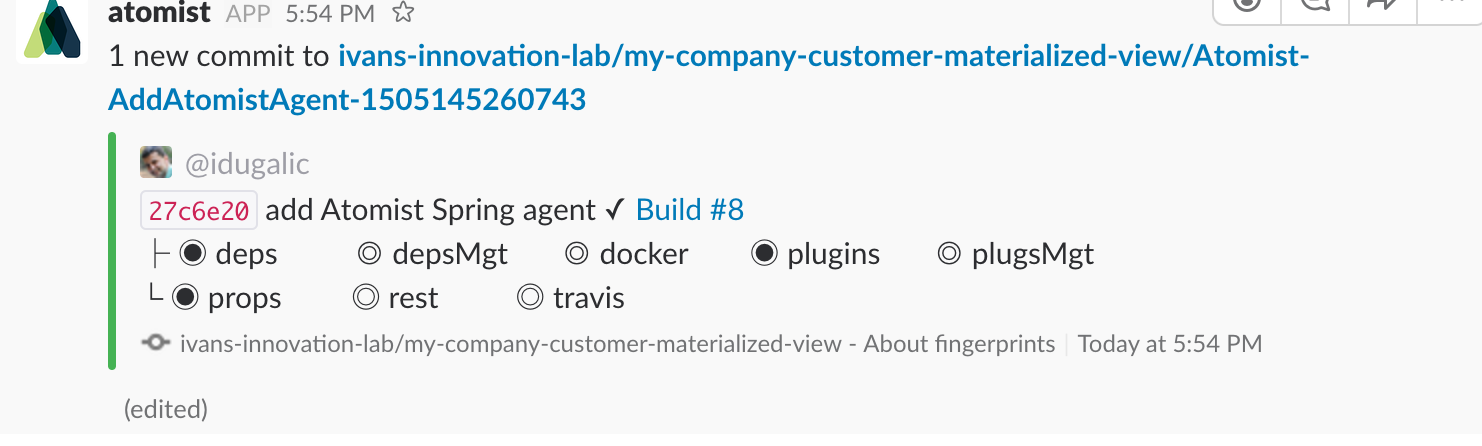 atomist APP 5:54 PM
1 new commit to ivans-innovation-lab/my-company-customer-materialized-view/Atomist-
AddAtomistAgent-1505145260743
@idugalic
27c6e20 add Atomist Spring agent ✓ Build #8
├ ◉ deps ◎ depsMgt ◎ docker ◉ plugins ◎ plugsMgt
└ ◉ props ◎ rest ◎ travis
ivans-innovation-lab/my-company-customer-materialized-view - About fingerprints | Today at 5:54 PM
(edited)